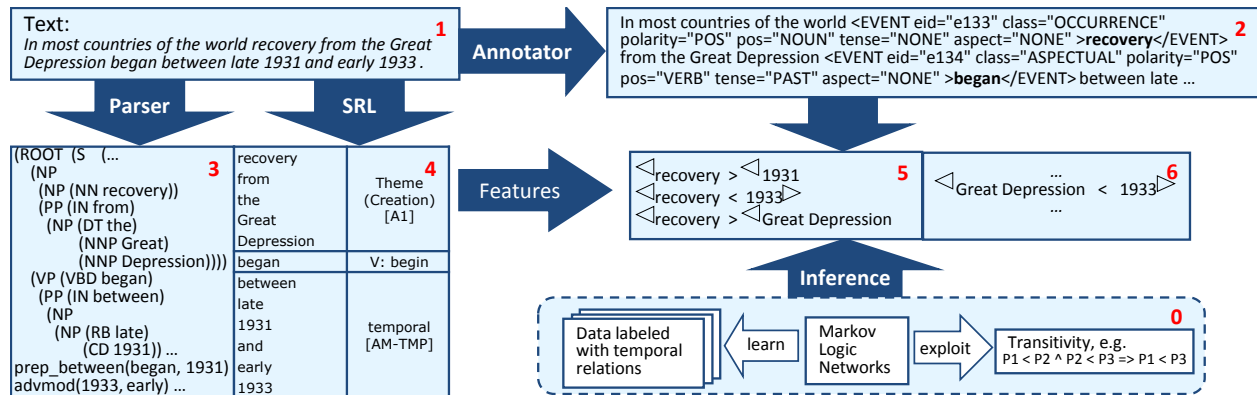 Text:
1
In most countries of the world recovery from the Great
Depression began between late 1931 and early 1933 .
Annotator
In most countries of the world <EVENT eid="e133" class="OCCURRENCE"
2
polarity="POS" pos="NOUN" tense="NONE" aspect="NONE" >recovery</EVENT>
from the Great Depression <EVENT eid="e134" class="ASPECTUAL" polarity="POS"
pos="VERB" tense="PAST" aspect="NONE" >began</EVENT> between late ...
Parser
SRL
(ROOT (S (...
3
(NP
(NP (NN recovery))
(PP (IN from)
(NP (DT the)
(NNP Great)
(NNP Depression))))
(VP (VBD began)
(PP (IN between)
(NP
(NP (RB late)
(CD 1931)) ...
prep_between(began, 1931)
advmod(1933, early) ...
recovery
from
the
Great
Depression
4
Theme
(Creation)
[A1]
began
V: begin
between
late
1931
and
early
1933
temporal
[AM-TMP]
Features
5
◁recovery > ◁1931
◁recovery < 1933▷
◁recovery > ◁Great Depression
6
...
◁Great Depression < 1933▷
...
Inference
0
Data labeled
with temporal
relations
learn
Markov
Logic
Networks
exploit
Transitivity, e.g.
P1 < P2 ^ P2 < P3 => P1 < P3